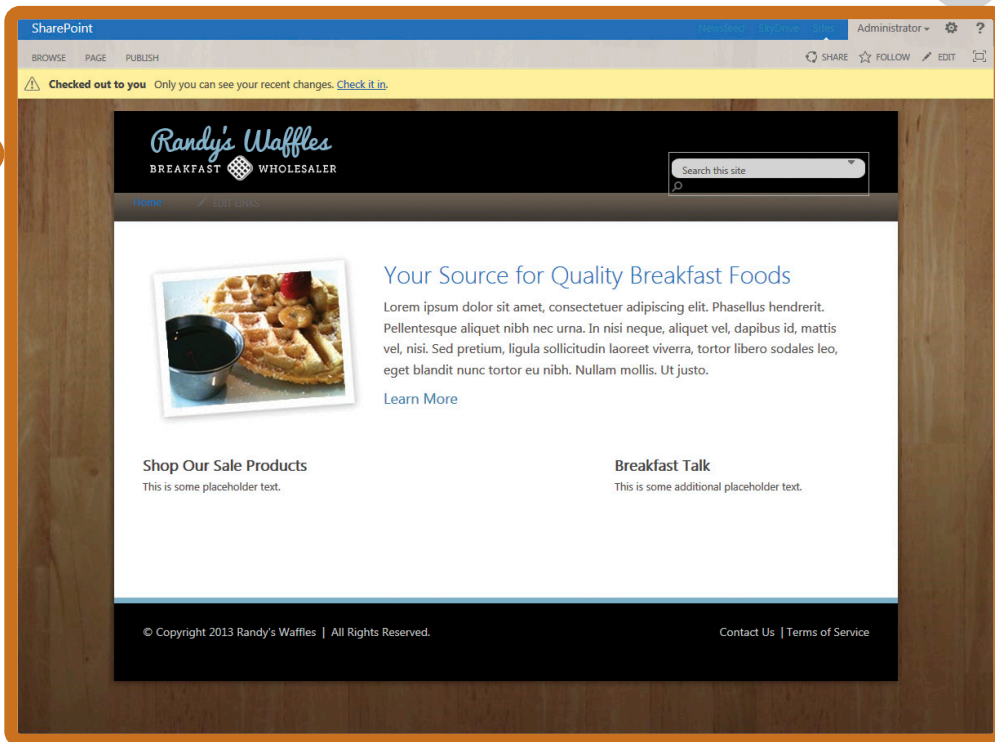 SharePoint
Newsfeed SkyDrive Sites
Administrator
?
BROWSE PAGE PUBLISH
SHARE FOLLOW EDIT
Checked out to you Only you can see your recent changes. Check it in.
Randy's Waffles
BREAKFAST WHOLESALER
Search this site
Home EDIT LINKS
Your Source for Quality Breakfast Foods
Lorem ipsum dolor sit amet, consectetuer adipiscing elit. Phasellus hendrerit.
Pellentesque aliquet nibh nec urna. In nisi neque, aliquet vel, dapibus id, mattis
vel, nisi. Sed pretium, ligula sollicitudin laoreet viverra, tortor libero sodales leo,
eget blandit nunc tortor eu nibh. Nullam mollis. Ut justo.
Learn More
Shop Our Sale Products
This is some placeholder text.
Breakfast Talk
This is some additional placeholder text.
© Copyright 2013 Randy's Waffles | All Rights Reserved.
Contact Us | Terms of Service